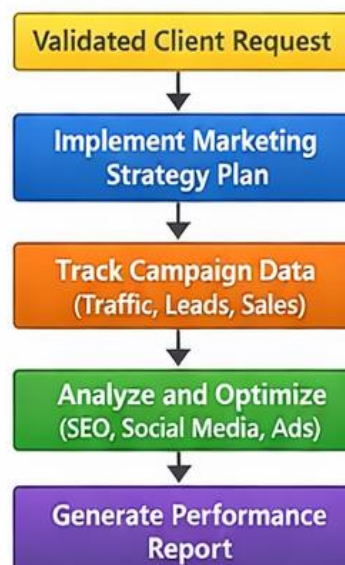 Validated Client Request
Implement Marketing
Strategy Plan
Track Campaign Data
(Traffic, Leads, Sales)
Analyze and Optimize
(SEO, Social Media, Ads)
Generate Performance
Report